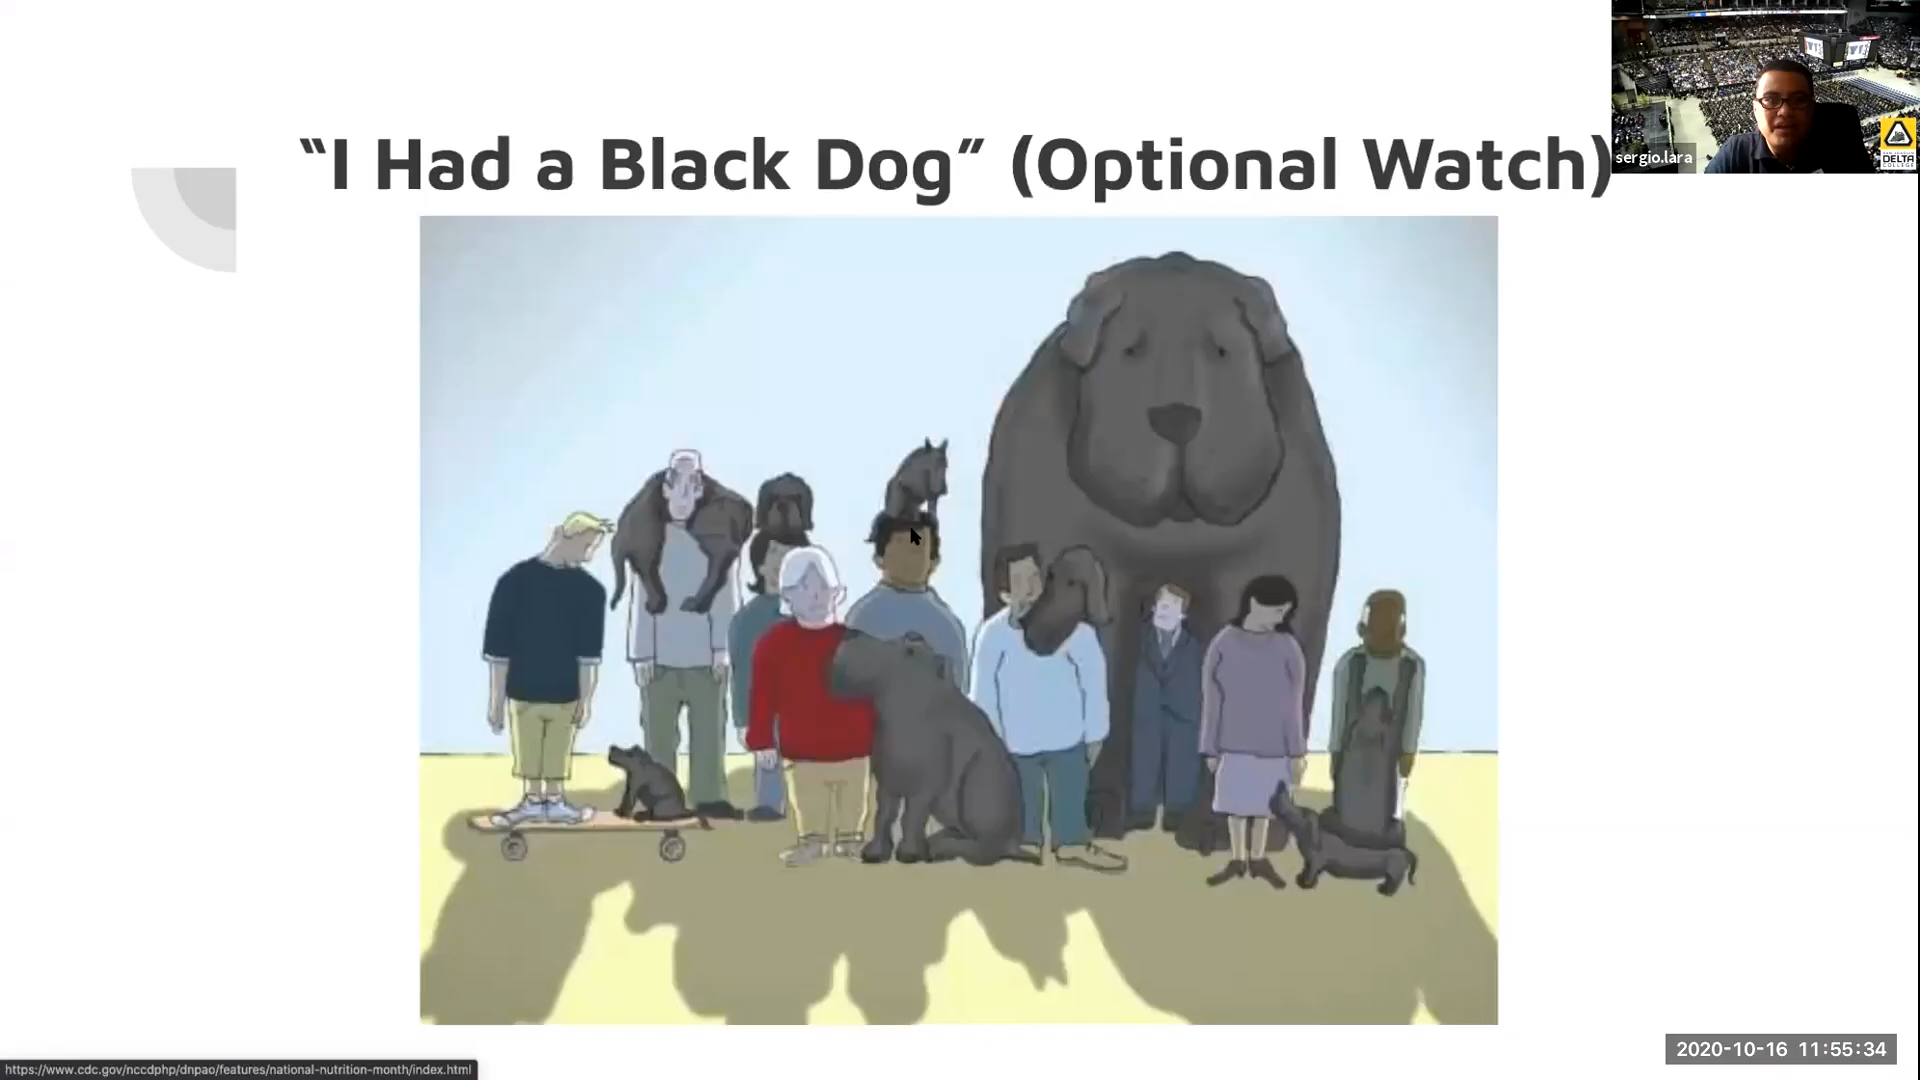 “I Had a Black Dog” (Optional Watch)
sergio.lara
DELTA
COLLEGE
2020-10-16 11:55:34
https://www.cdc.gov/nccdphp/dnpao/features/national-nutrition-month/index.html